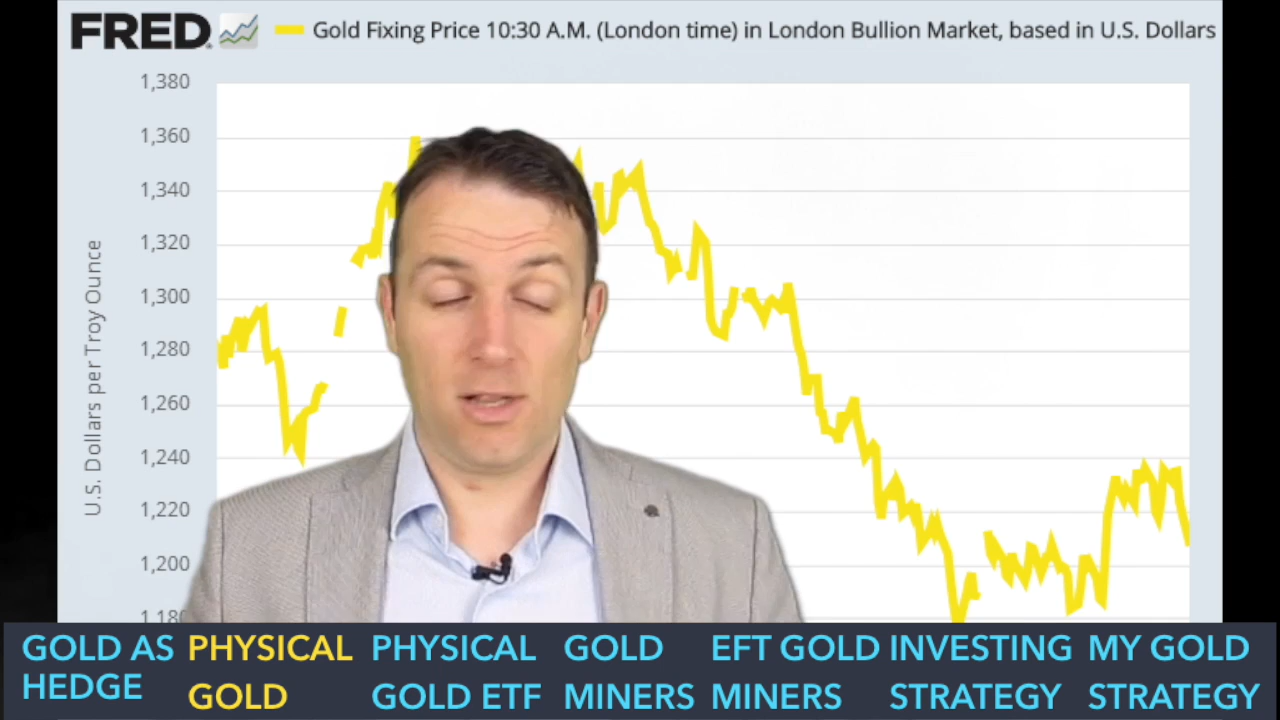 FRED
Gold Fixing Price 10:30 A.M. (London time) in London Bullion Market, based in U.S. Dollars
1,380
1,360
1,340
1,320
1,300
1,280
1,260
1,240
1,220
1,200
1,180
U.S. Dollars per Troy Ounce
GOLD AS
HEDGE
PHYSICAL
GOLD
PHYSICAL
GOLD ETF
GOLD
MINERS
EFT GOLD
MINERS
INVESTING
STRATEGY
MY GOLD
STRATEGY